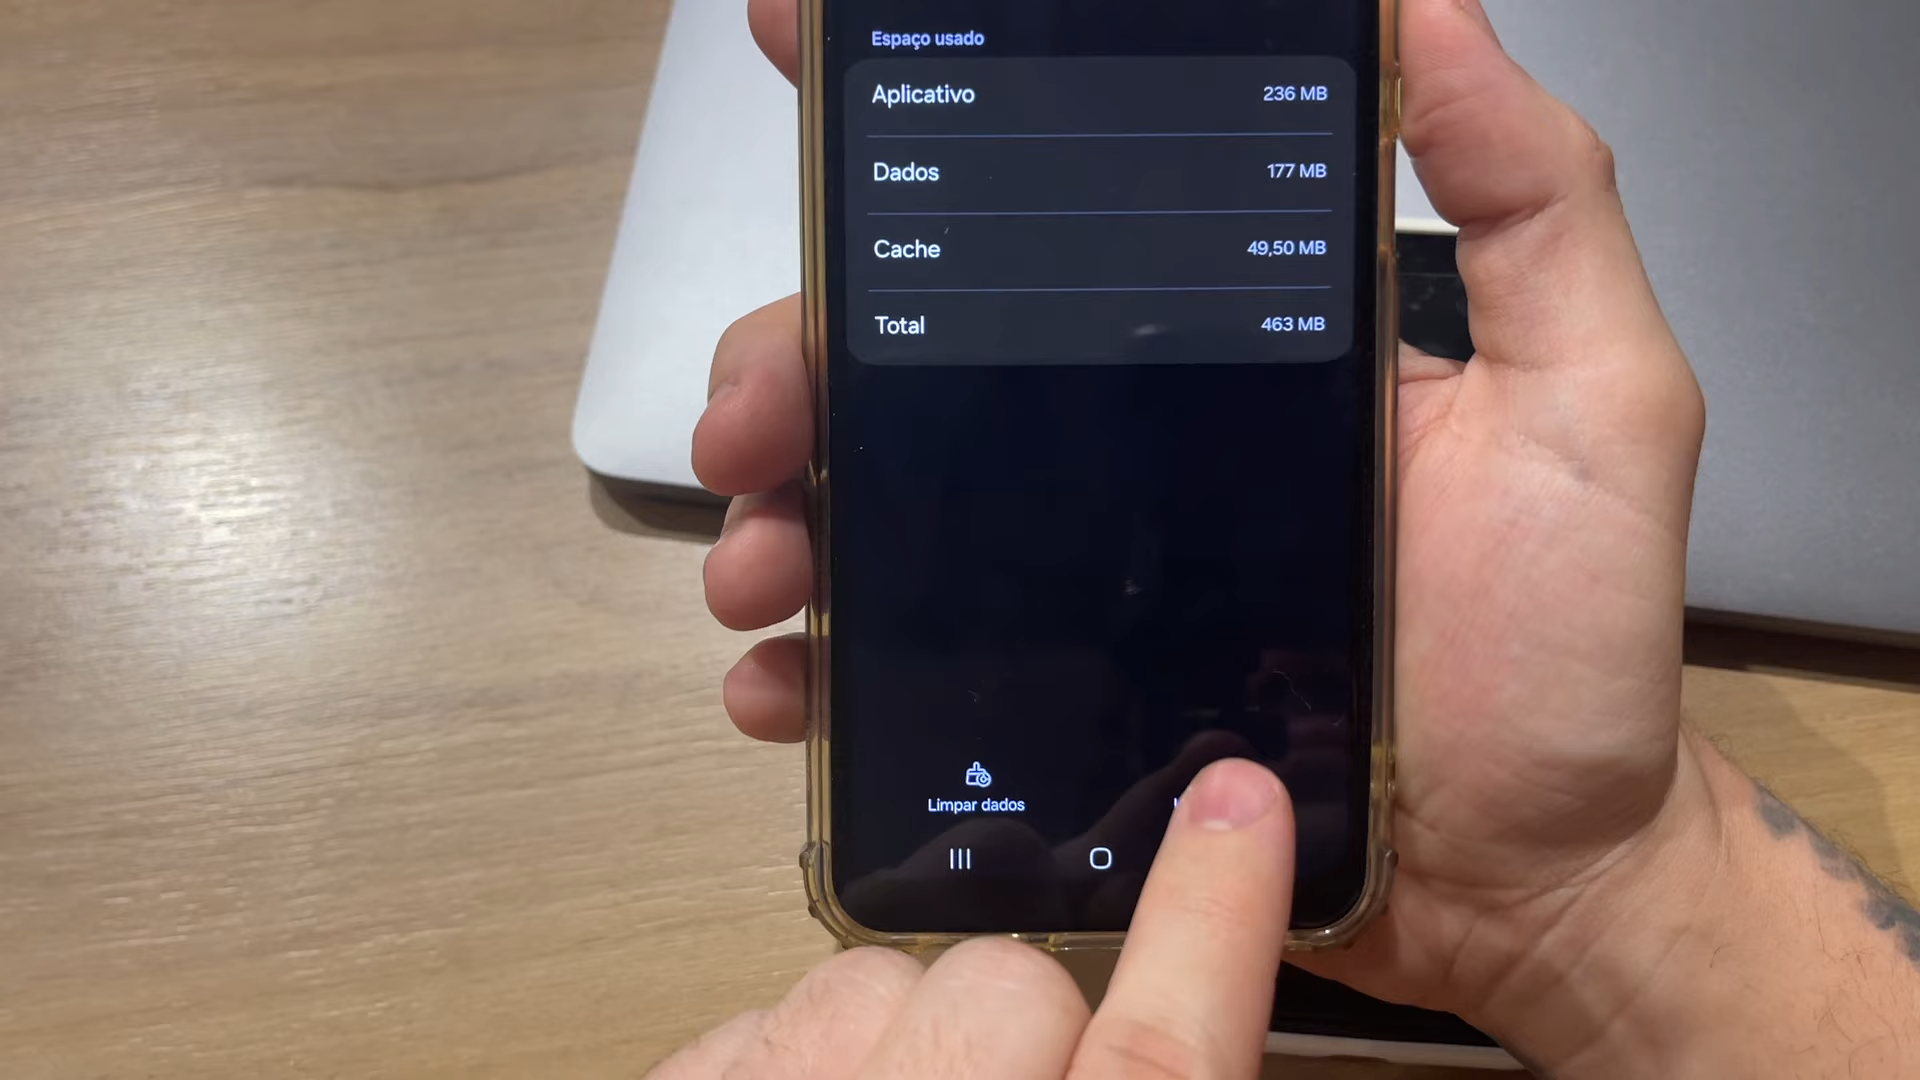 Espaço usado
Aplicativo 236 MB
Dados 177 MB
Cache 49,50 MB
Total 463 MB
Limpar dados